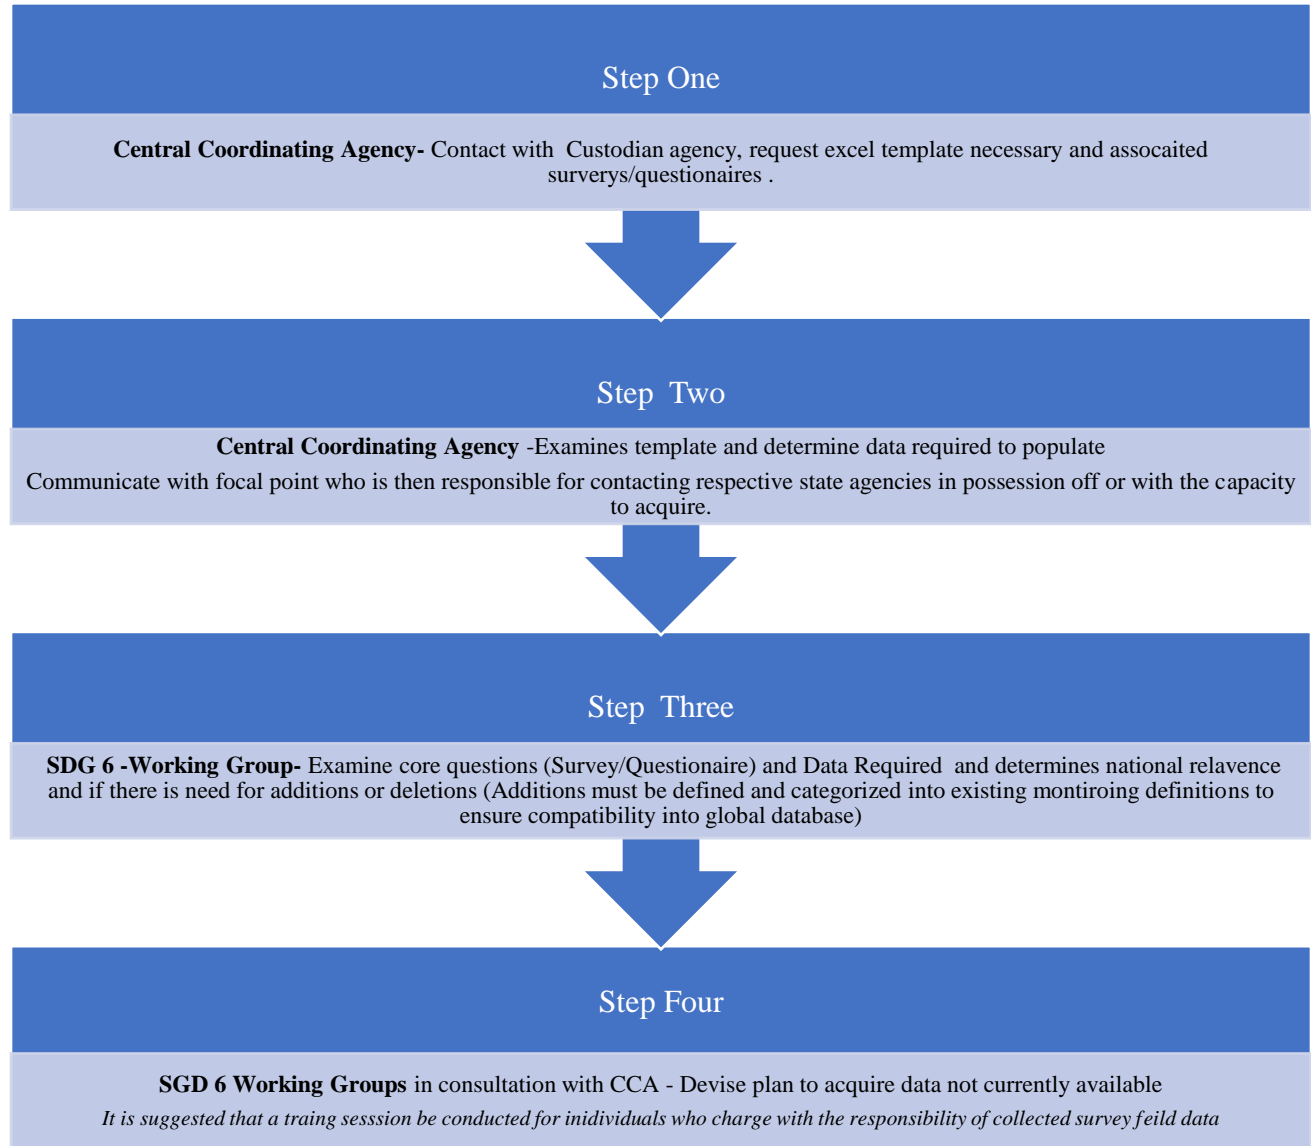 Step One
Central Coordinating Agency- Contact with Custodian agency, request excel template necessary and assocaited
surverys/questionaires .
Step Two
Central Coordinating Agency -Examines template and determine data required to populate
Communicate with focal point who is then responsible for contacting respective state agencies in possession off or with the capacity
to acquire.
Step Three
SDG 6 -Working Group- Examine core questions (Survey/Questionaire) and Data Required and determines national relavence
and if there is need for additions or deletions (Additions must be defined and categorized into existing montiroing definitions to
ensure compatibility into global database)
Step Four
SGD 6 Working Groups in consultation with CCA - Devise plan to acquire data not currently available
It is suggested that a traing sesssion be conducted for inidividuals who charge with the responsibility of collected survey feild data